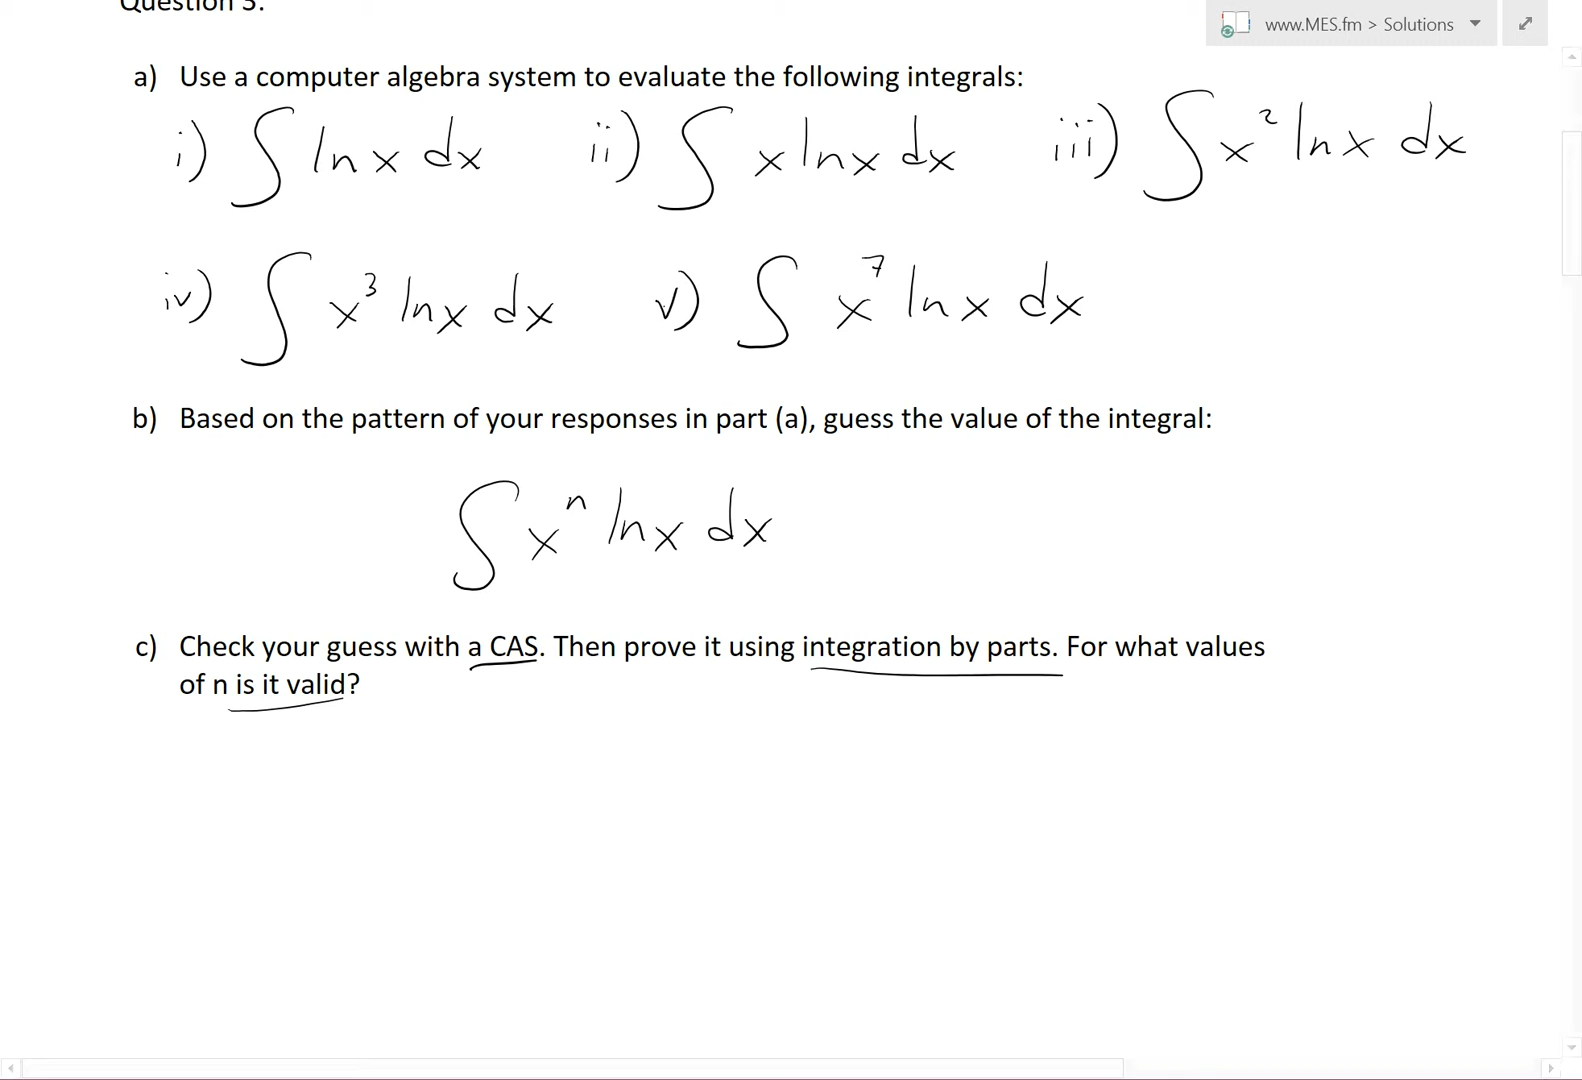 Question 3:
www.MES.fm > Solutions
a) Use a computer algebra system to evaluate the following integrals:
i) ∫ ln x dx ii) ∫ x ln x dx iii) ∫ x² ln x dx
iv) ∫ x³ ln x dx v) ∫ x⁷ ln x dx
b) Based on the pattern of your responses in part (a), guess the value of the integral:
∫ xⁿ ln x dx
c) Check your guess with a CAS. Then prove it using integration by parts. For what values
of n is it valid?